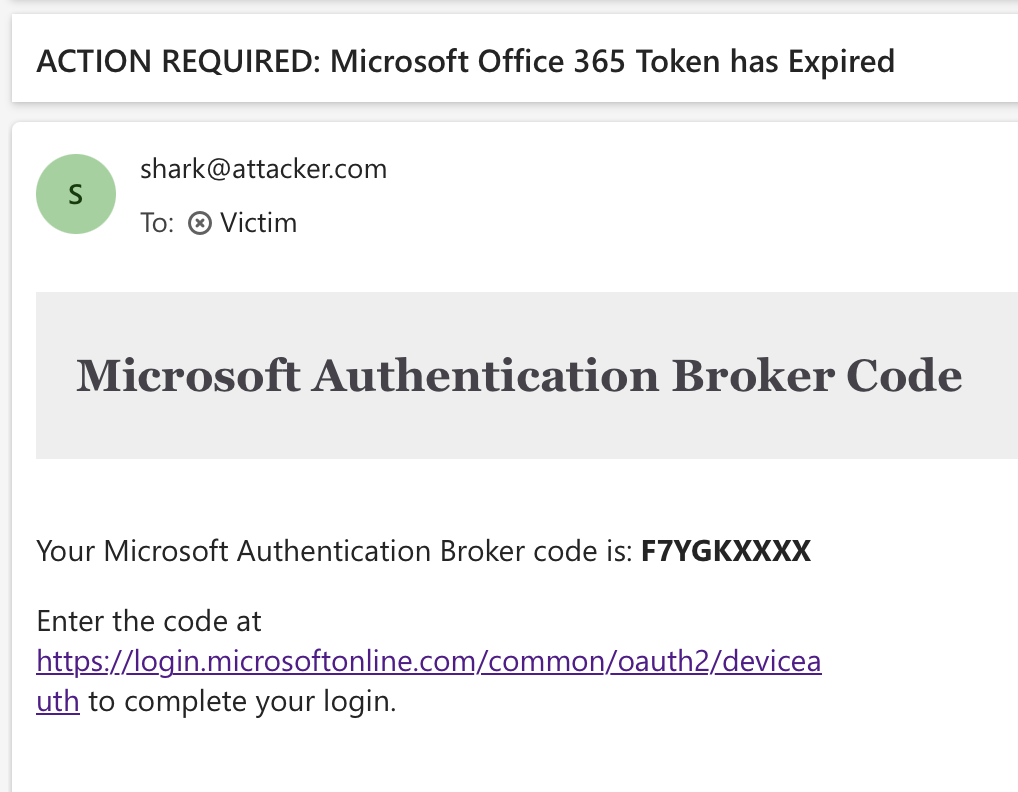 ACTION REQUIRED: Microsoft Office 365 Token has Expired
S
shark@attacker.com
To: Victim
Microsoft Authentication Broker Code
Your Microsoft Authentication Broker code is: F7YGKXXXX
Enter the code at
https://login.microsoftonline.com/common/oauth2/devicea
uth to complete your login.